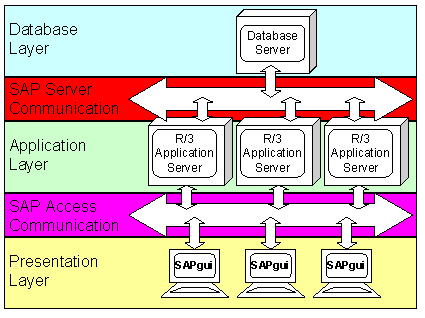 Database
Layer
Database
Server
SAP Server
Communication
Application
Layer
R/3
Application
Server
R/3
Application
Server
R/3
Application
Server
SAP Access
Communication
Presentation
Layer
SAPgui
SAPgui
SAPgui